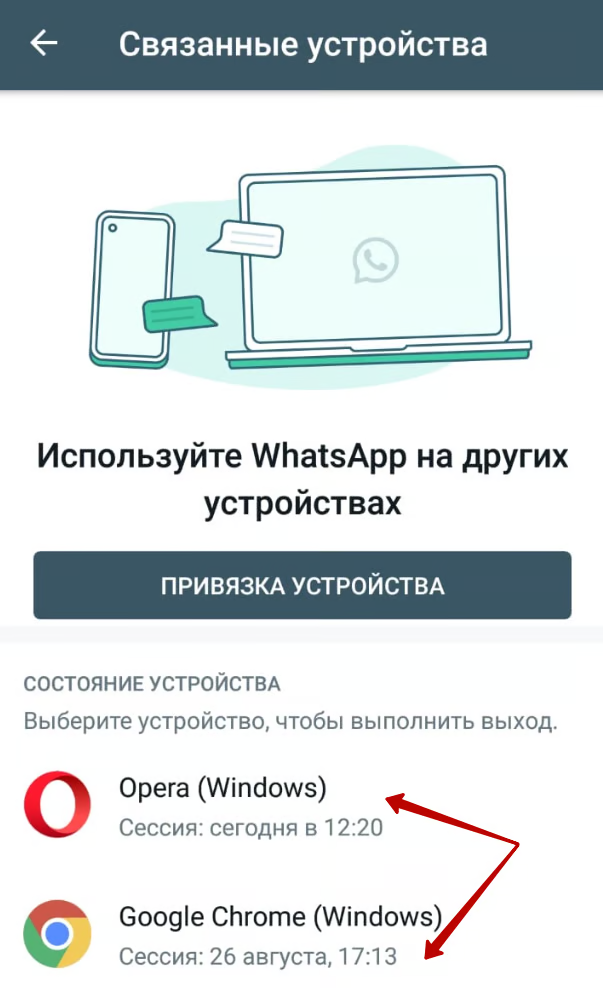 Связанные устройства
Используйте WhatsApp на других
устройствах
ПРИВЯЗКА УСТРОЙСТВА
СОСТОЯНИЕ УСТРОЙСТВА
Выберите устройство, чтобы выполнить выход.
Opera (Windows)
Сессия: сегодня в 12:20
Google Chrome (Windows)
Сессия: 26 августа, 17:13